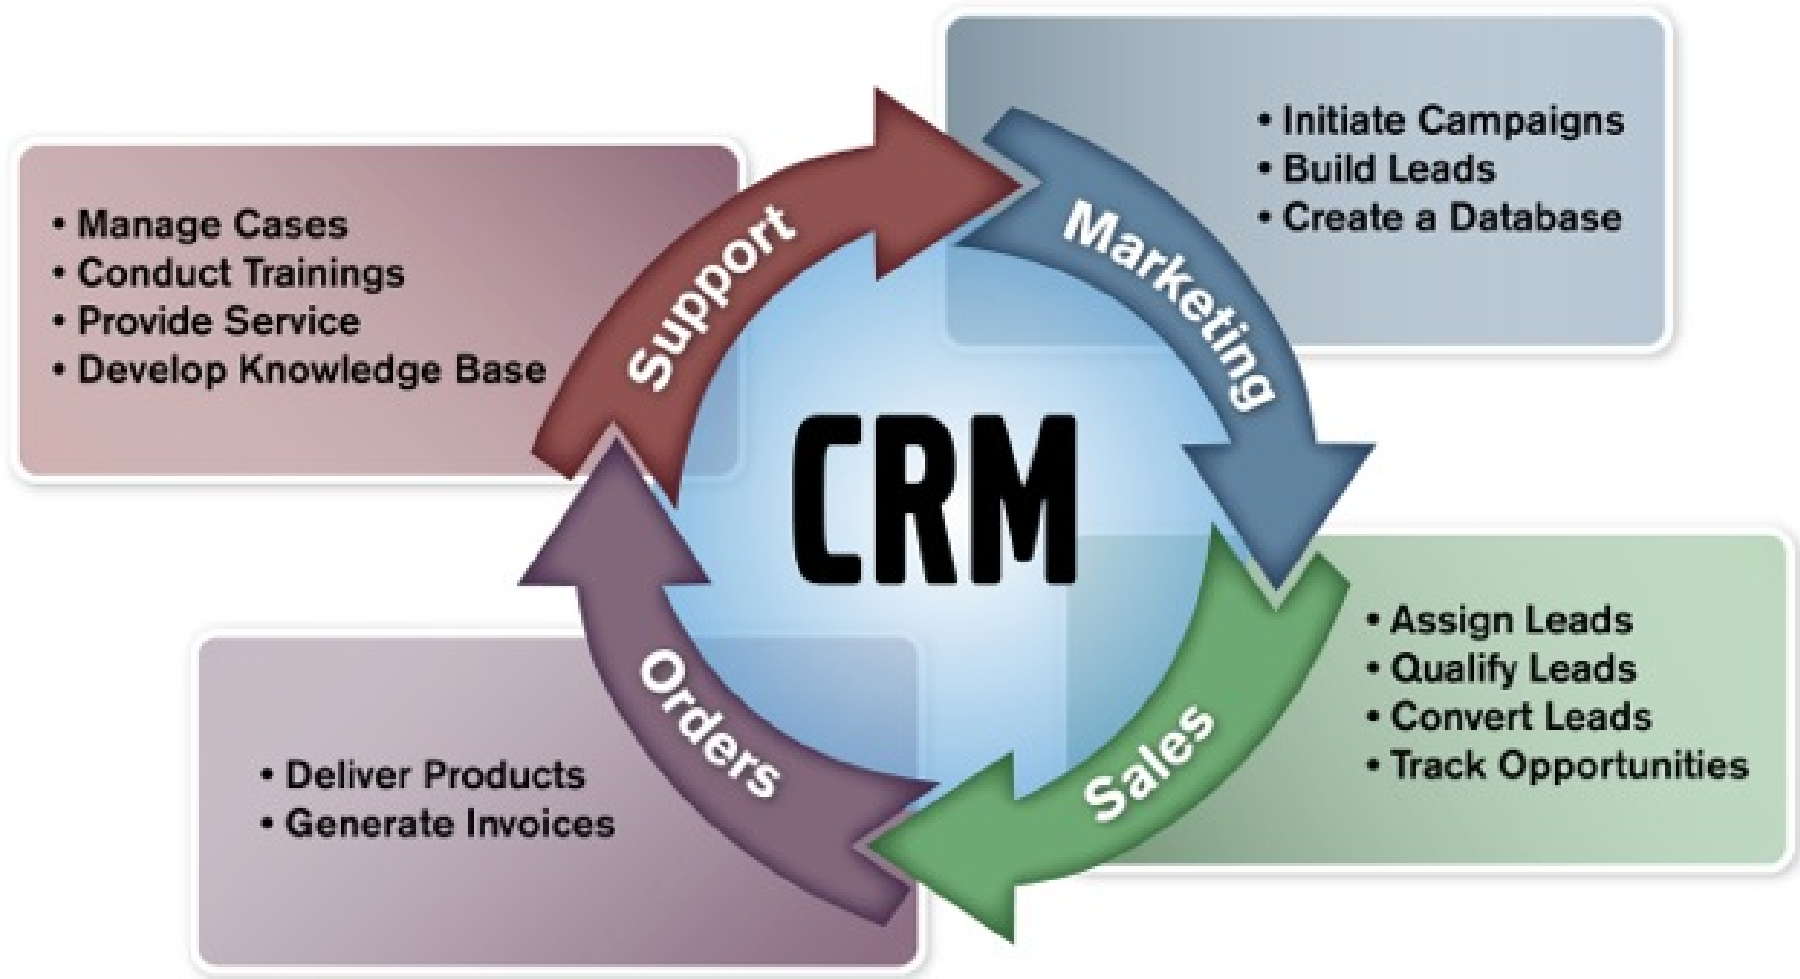 • Initiate Campaigns
• Build Leads
• Create a Database
Marketing
• Manage Cases
• Conduct Trainings
• Provide Service
• Develop Knowledge Base
Support
CRM
• Assign Leads
• Qualify Leads
• Convert Leads
• Track Opportunities
Sales
• Deliver Products
• Generate Invoices
Orders